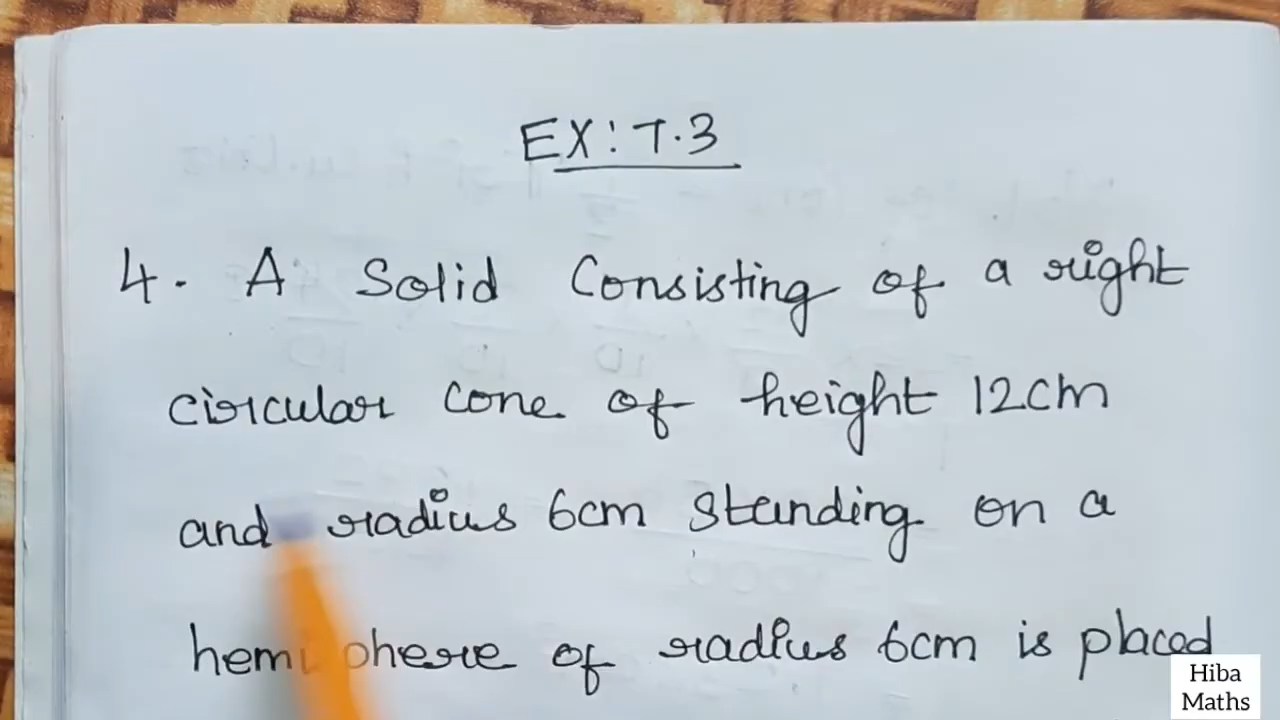 EX: 7.3
4. A Solid Consisting of a right
circular cone of height 12cm
and radius 6cm standing on a
of radius 6cm is placed
Hiba
Maths